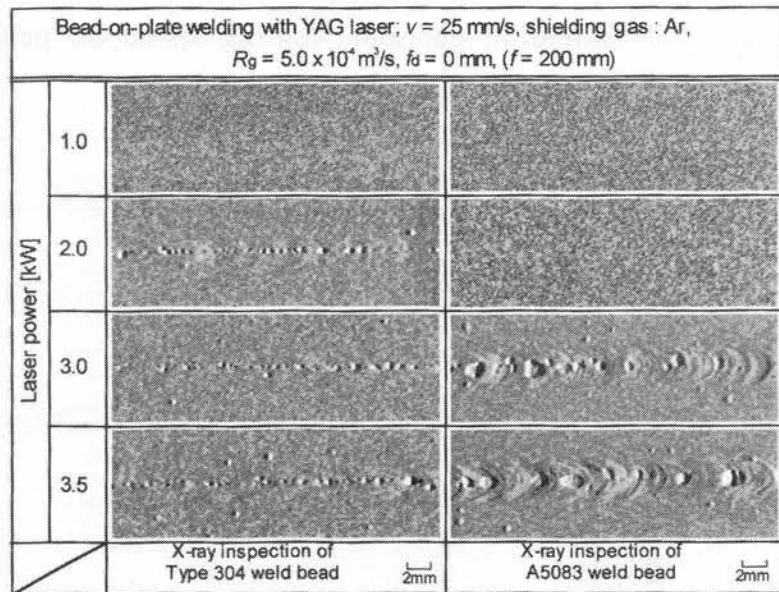 Bead-on-plate welding with YAG laser; v = 25 mm/s, shielding gas : Ar,
Rg = 5.0 x 10⁻⁴ m³/s, fd = 0 mm, (f = 200 mm)
Laser power [kW]
1.0
2.0
3.0
3.5
X-ray inspection of
Type 304 weld bead
2mm
X-ray inspection of
A5083 weld bead
2mm